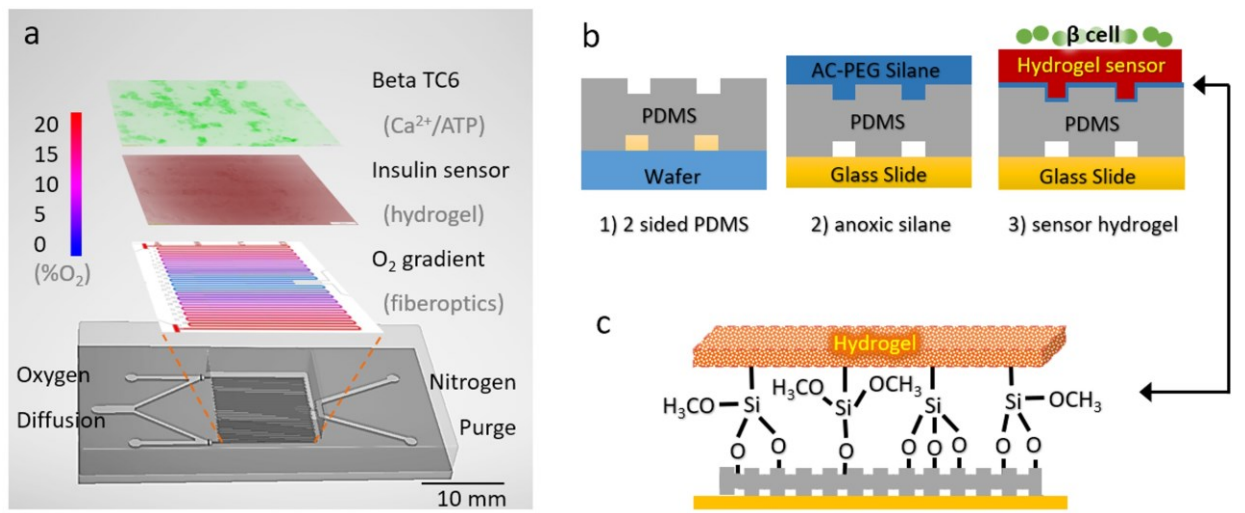 a
Beta TC6
(Ca²⁺/ATP)
20
15
10
5
0
(%O₂)
Insulin sensor
(hydrogel)
O₂ gradient
(fiberoptics)
Oxygen
Diffusion
Nitrogen
Purge
10 mm
b
PDMS
Wafer
1) 2 sided PDMS
AC-PEG Silane
PDMS
Glass Slide
2) anoxic silane
β cell
Hydrogel sensor
PDMS
Glass Slide
3) sensor hydrogel
c
Hydrogel
H₃CO
Si
O
O
H₃CO
OCH₃
Si
O
Si
O
O
O
Si
OCH₃
O
O